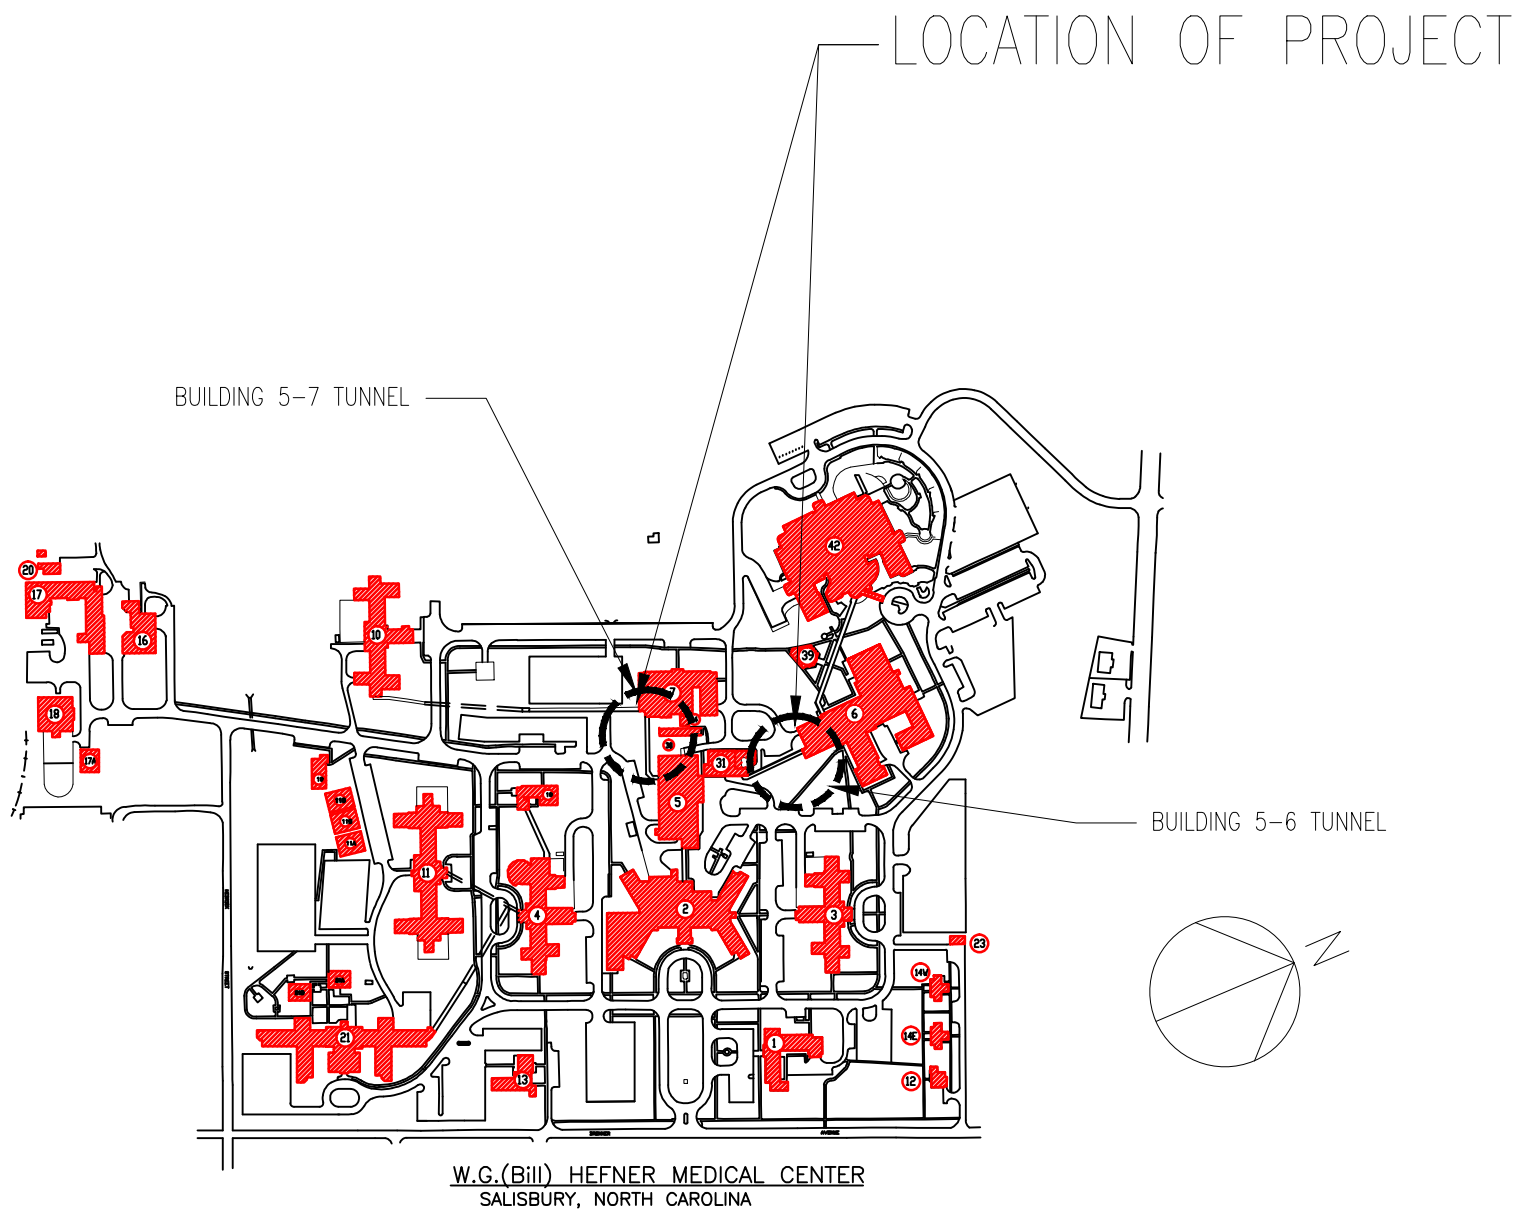 LOCATION OF PROJECT
BUILDING 5-7 TUNNEL
42
20
17
16
10
39
7
18
6
31
17A
5
BUILDING 5-6 TUNNEL
11
4
2
3
23
14W
21
14E
1
13
12
BRENNER
AVENUE
W.G.(Bill) HEFNER MEDICAL CENTER
SALISBURY, NORTH CAROLINA
N